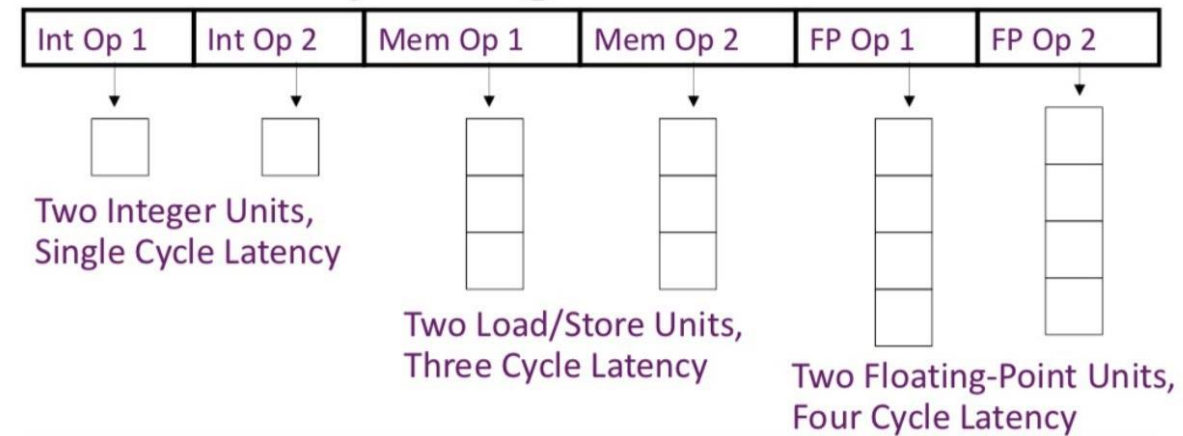 Int Op 1
Int Op 2
Mem Op 1
Mem Op 2
FP Op 1
FP Op 2
Two Integer Units,
Single Cycle Latency
Two Load/Store Units,
Three Cycle Latency
Two Floating-Point Units,
Four Cycle Latency